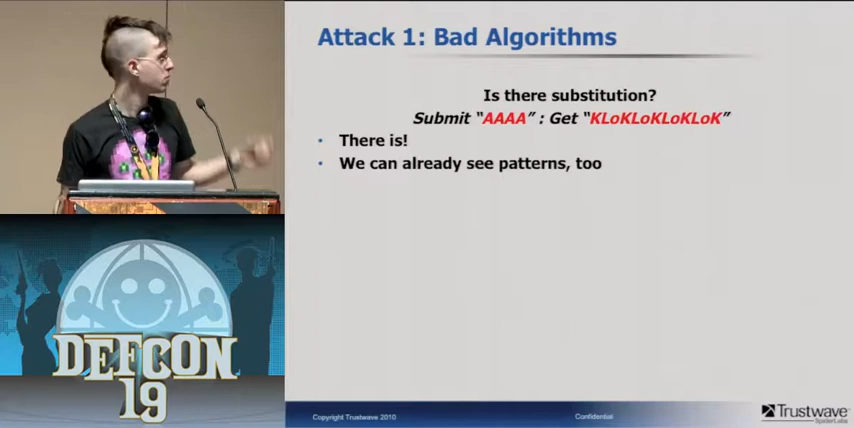 Attack 1: Bad Algorithms
Is there substitution?
Submit “AAAA” : Get “KLoKLoKLoKLoK”
• There is!
• We can already see patterns, too
DEFCON
19
Copyright Trustwave 2010
Confidential
Trustwave
SpiderLabs